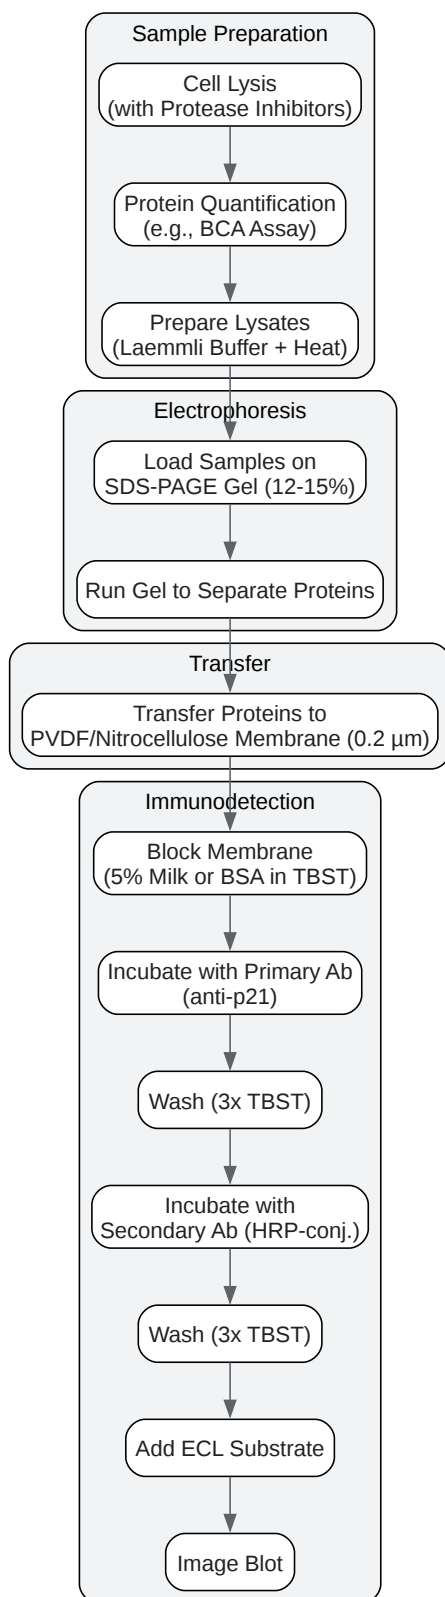 Sample Preparation
Cell Lysis
(with Protease Inhibitors)
Protein Quantification
(e.g., BCA Assay)
Prepare Lysates
(Laemmli Buffer + Heat)
Electrophoresis
Load Samples on
SDS-PAGE Gel (12-15%)
Run Gel to Separate Proteins
Transfer
Transfer Proteins to
PVDF/Nitrocellulose Membrane (0.2 µm)
Immunodetection
Block Membrane
(5% Milk or BSA in TBST)
Incubate with Primary Ab
(anti-p21)
Wash (3x TBST)
Incubate with
Secondary Ab (HRP-conj.)
Wash (3x TBST)
Add ECL Substrate
Image Blot